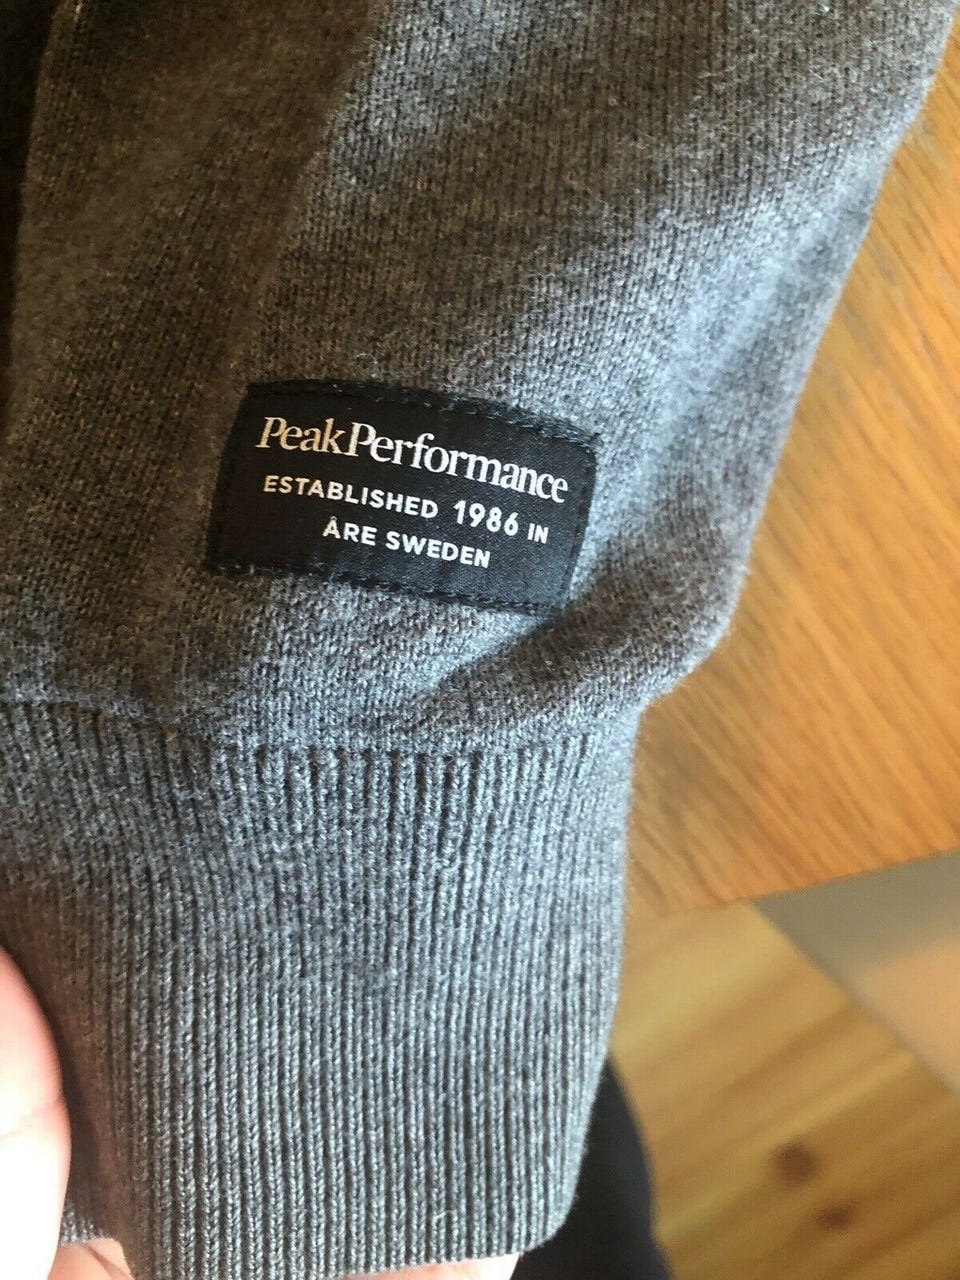 PeakPerformance
ESTABLISHED 1986 IN
ÅRE SWEDEN